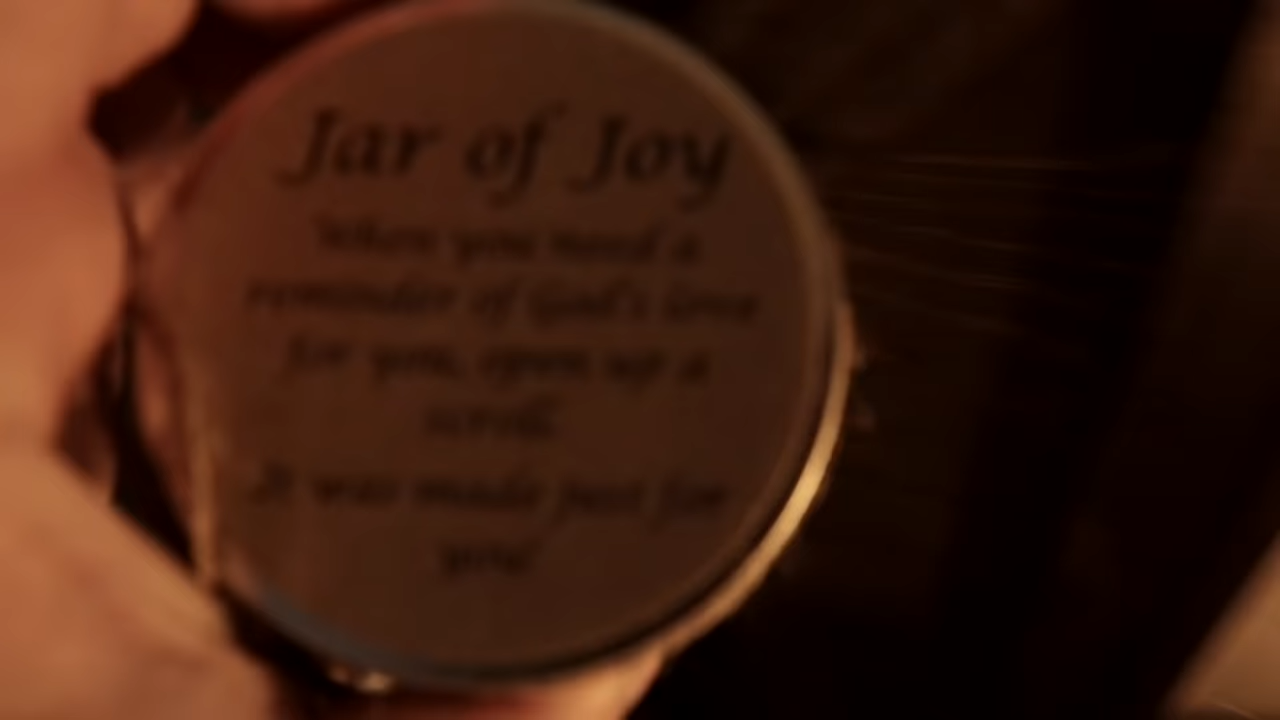 Jar of Joy
When you need a
reminder of God's love
for you, open up a
scroll.
It was made just for
you!